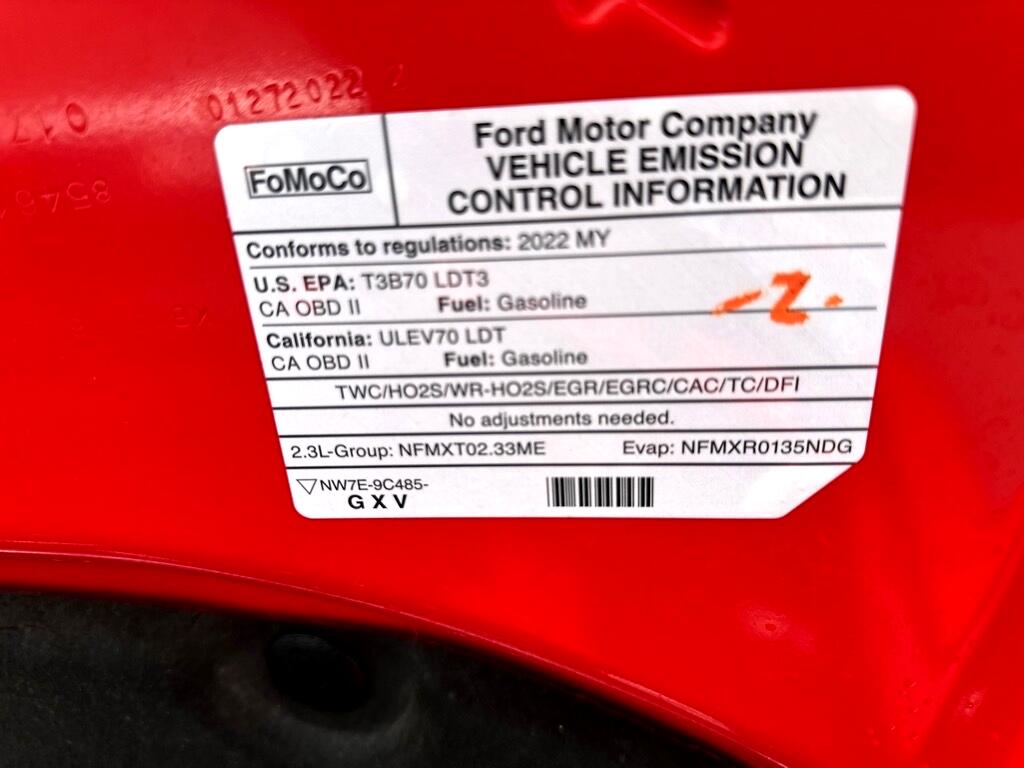 01272022
FoMoCo
Ford Motor Company
VEHICLE EMISSION
CONTROL INFORMATION
Conforms to regulations: 2022 MY
U.S. EPA: T3B70 LDT3
CA OBD II Fuel: Gasoline
-2-
California: ULEV70 LDT
CA OBD II Fuel: Gasoline
TWC/HO2S/WR-HO2S/EGR/EGRC/CAC/TC/DFI
No adjustments needed.
2.3L-Group: NFMXT02.33ME Evap: NFMXR0135NDG
NW7E-9C485-
G X V